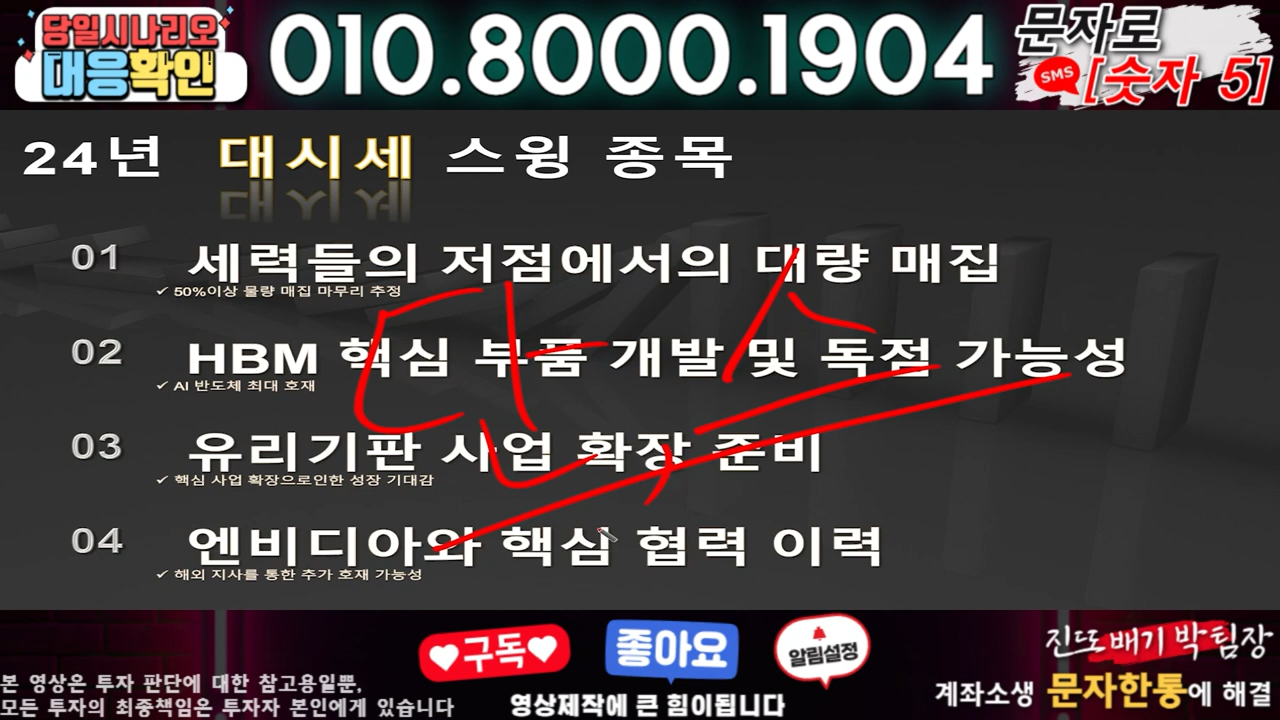 당일시나리오
대응확인
010.8000.1904
문자로
SMS [숫자 5]
24년 대시세 스윙 종목
01 세력들의 저점에서의 대량 매집
✓ 50%이상 물량 매집 마무리 추정
02 HBM 핵심 부품 개발 및 독점 가능성
✓ AI 반도체 최대 호재
03 유리기판 사업 확장 준비
✓ 핵심 사업 확장으로인한 성장 기대감
04 엔비디아와 핵심 협력 이력
✓ 해외 지사를 통한 추가 호재 가능성
단스
구독
좋아요
알림설정
영상제작에 큰 힘이됩니다
본 영상은 투자 판단에 대한 참고용일뿐,
모든 투자의 최종책임은 투자자 본인에게 있습니다
진또배기 박팀장
계좌소생 문자한통에 해결